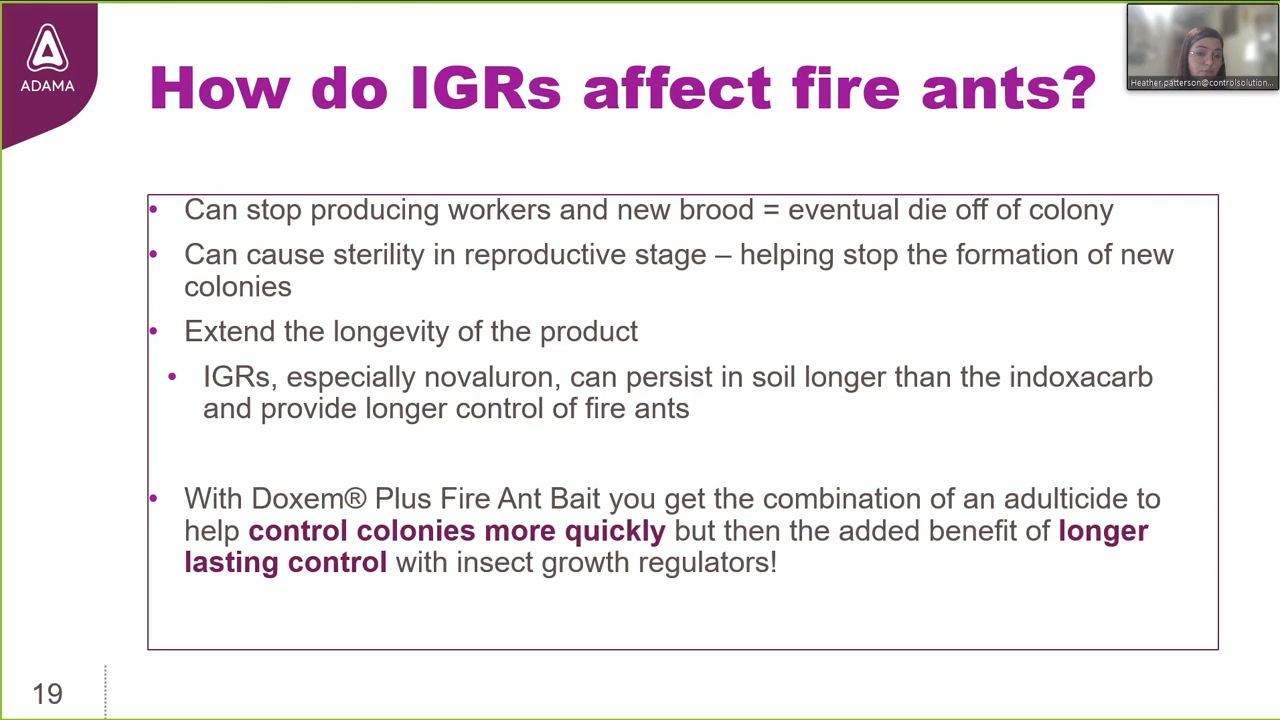 ADAMA
How do IGRs affect fire ants?
Heather.patterson@controlsolution...
• Can stop producing workers and new brood = eventual die off of colony
• Can cause sterility in reproductive stage – helping stop the formation of new
colonies
• Extend the longevity of the product
• IGRs, especially novaluron, can persist in soil longer than the indoxacarb
and provide longer control of fire ants
• With Doxem® Plus Fire Ant Bait you get the combination of an adulticide to
help control colonies more quickly but then the added benefit of longer
lasting control with insect growth regulators!
19